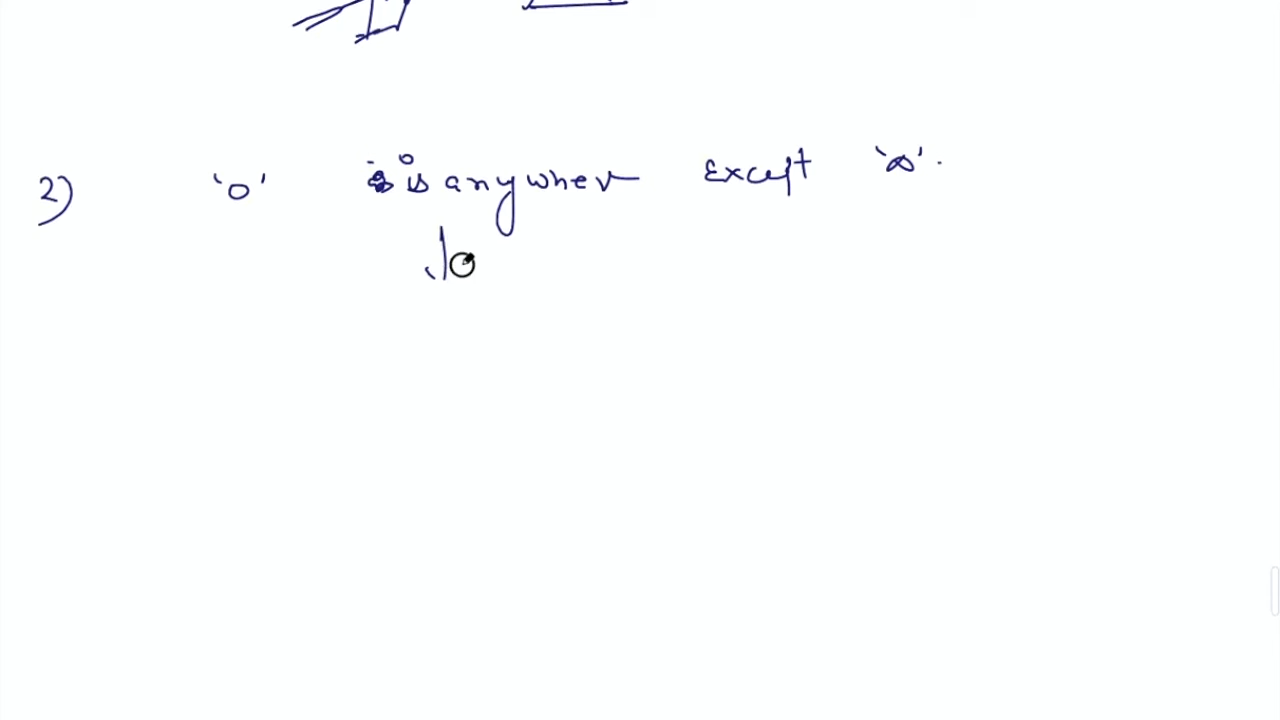 2) 'o' is anywher except '∞'.